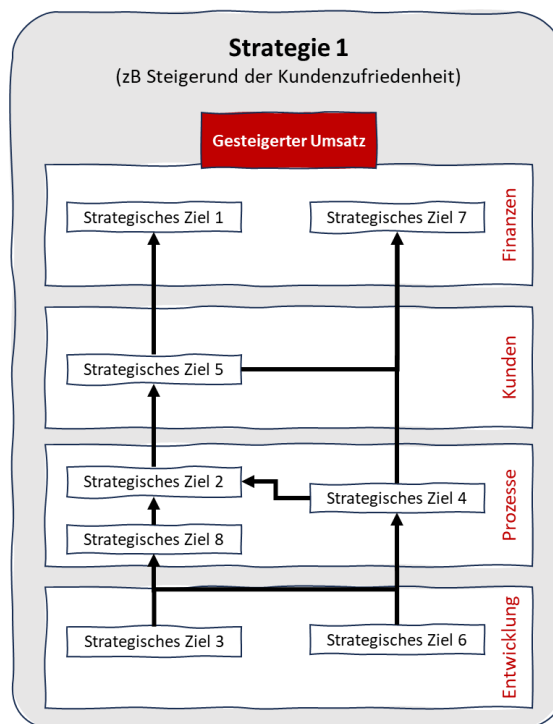 Strategie 1
(zB Steigerund der Kundenzufriedenheit)
Gesteigerter Umsatz
Strategisches Ziel 1
Strategisches Ziel 7
Finanzen
Strategisches Ziel 5
Kunden
Strategisches Ziel 2
Strategisches Ziel 4
Strategisches Ziel 8
Prozesse
Strategisches Ziel 3
Strategisches Ziel 6
Entwicklung